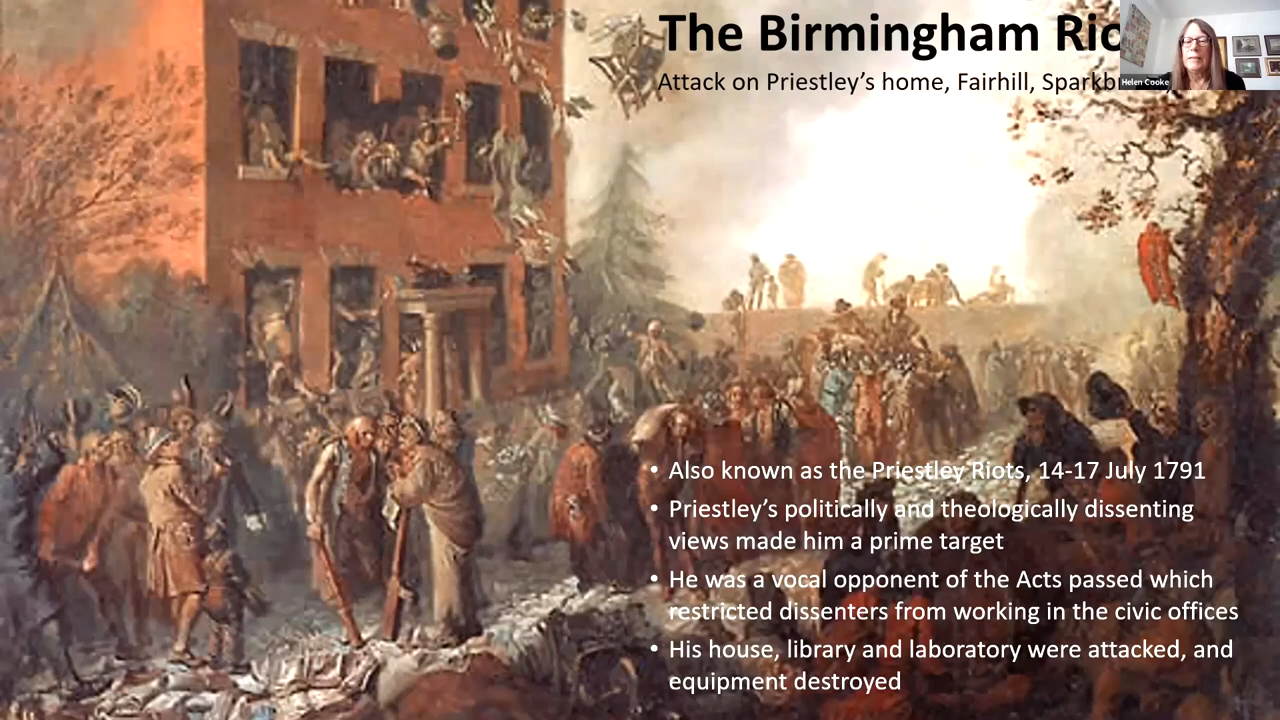 The Birmingham Rio
Attack on Priestley's home, Fairhill, Sparkb
Helen Cooke
• Also known as the Priestley Riots, 14-17 July 1791
• Priestley's politically and theologically dissenting
views made him a prime target
• He was a vocal opponent of the Acts passed which
restricted dissenters from working in the civic offices
• His house, library and laboratory were attacked, and
equipment destroyed